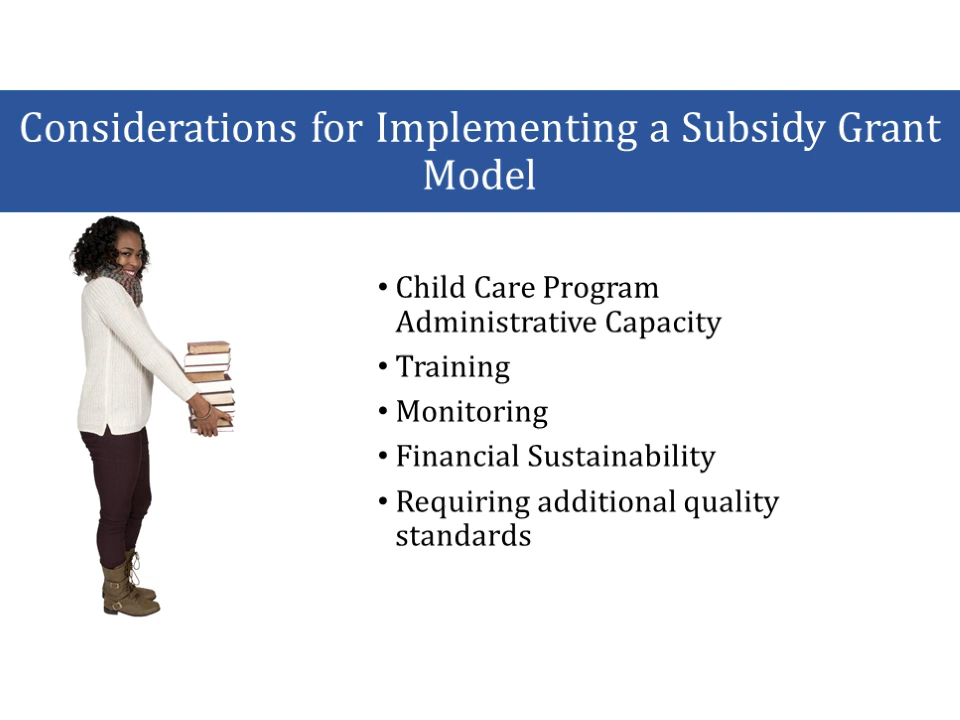 Considerations for Implementing a Subsidy Grant
Model
• Child Care Program
Administrative Capacity
• Training
• Monitoring
• Financial Sustainability
• Requiring additional quality
standards